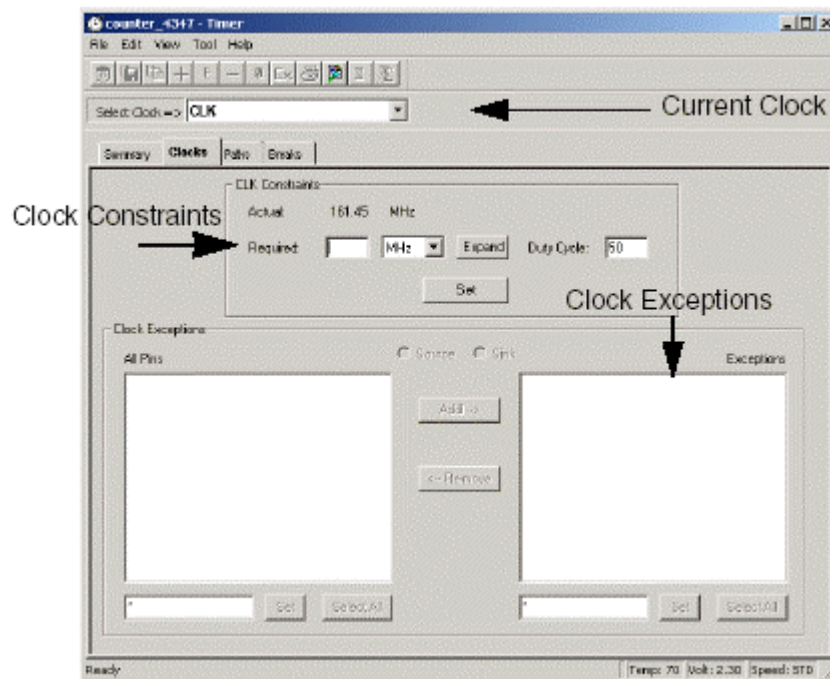 counter_4347 - Timer
File Edit View Tool Help
Select Clock => CLK
Current Clock
Summary Clocks Paths Breaks
CLK Constraints
Actual: 161.45 MHz
Clock Constraints
Required: MHz Expand Duty Cycle: 50
Set
Clock Exceptions
Clock Exceptions
All Pins Source Sink Exceptions
Add ->
<- Remove
* Set Select All * Set Select All
Ready Temp: 70 Volt: 2.30 Speed: STD